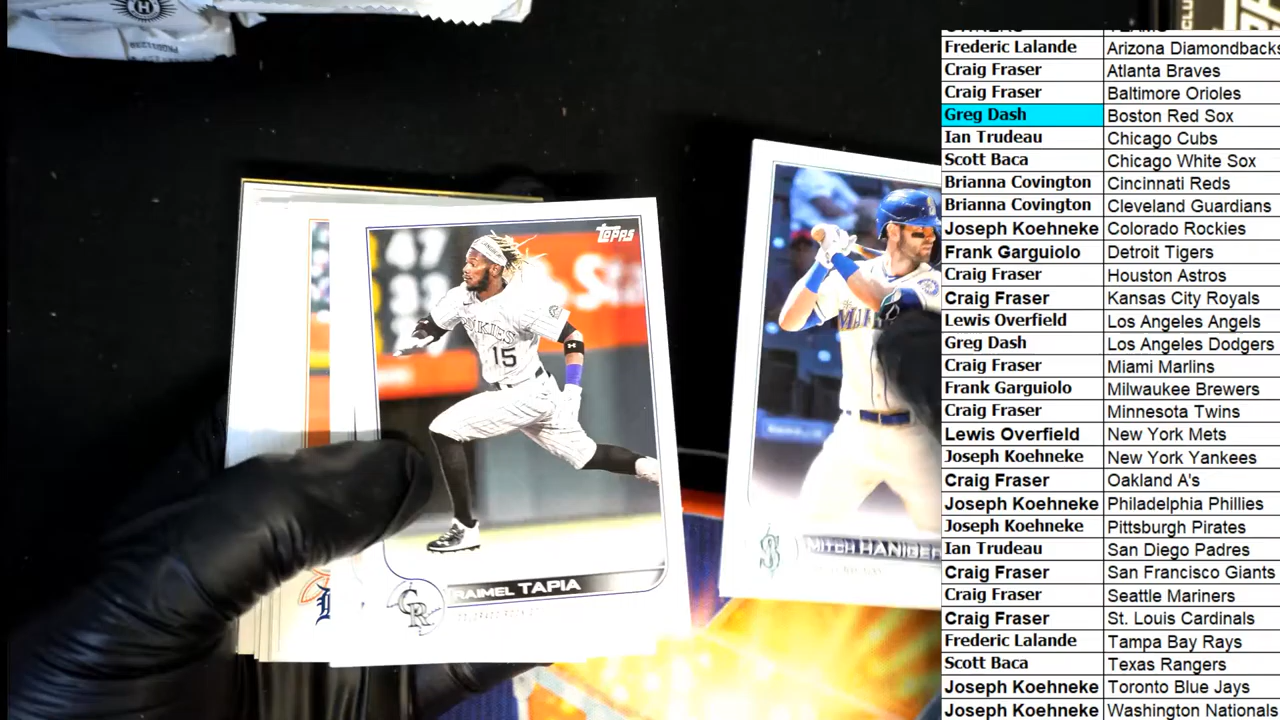 OWNERS TEAMS
Frederic Lalande Arizona Diamondbacks
Craig Fraser Atlanta Braves
Craig Fraser Baltimore Orioles
Greg Dash Boston Red Sox
Ian Trudeau Chicago Cubs
Scott Baca Chicago White Sox
Brianna Covington Cincinnati Reds
Brianna Covington Cleveland Guardians
Joseph Koehneke Colorado Rockies
Frank Garguiolo Detroit Tigers
Craig Fraser Houston Astros
Craig Fraser Kansas City Royals
Lewis Overfield Los Angeles Angels
Greg Dash Los Angeles Dodgers
Craig Fraser Miami Marlins
Frank Garguiolo Milwaukee Brewers
Craig Fraser Minnesota Twins
Lewis Overfield New York Mets
Joseph Koehneke New York Yankees
Craig Fraser Oakland A's
Joseph Koehneke Philadelphia Phillies
Joseph Koehneke Pittsburgh Pirates
Ian Trudeau San Diego Padres
Craig Fraser San Francisco Giants
Craig Fraser Seattle Mariners
Craig Fraser St. Louis Cardinals
Frederic Lalande Tampa Bay Rays
Scott Baca Texas Rangers
Joseph Koehneke Toronto Blue Jays
Joseph Koehneke Washington Nationals
TOPPS
47
15
CR
RAIMEL TAPIA
S
MITCH HANIGER
D